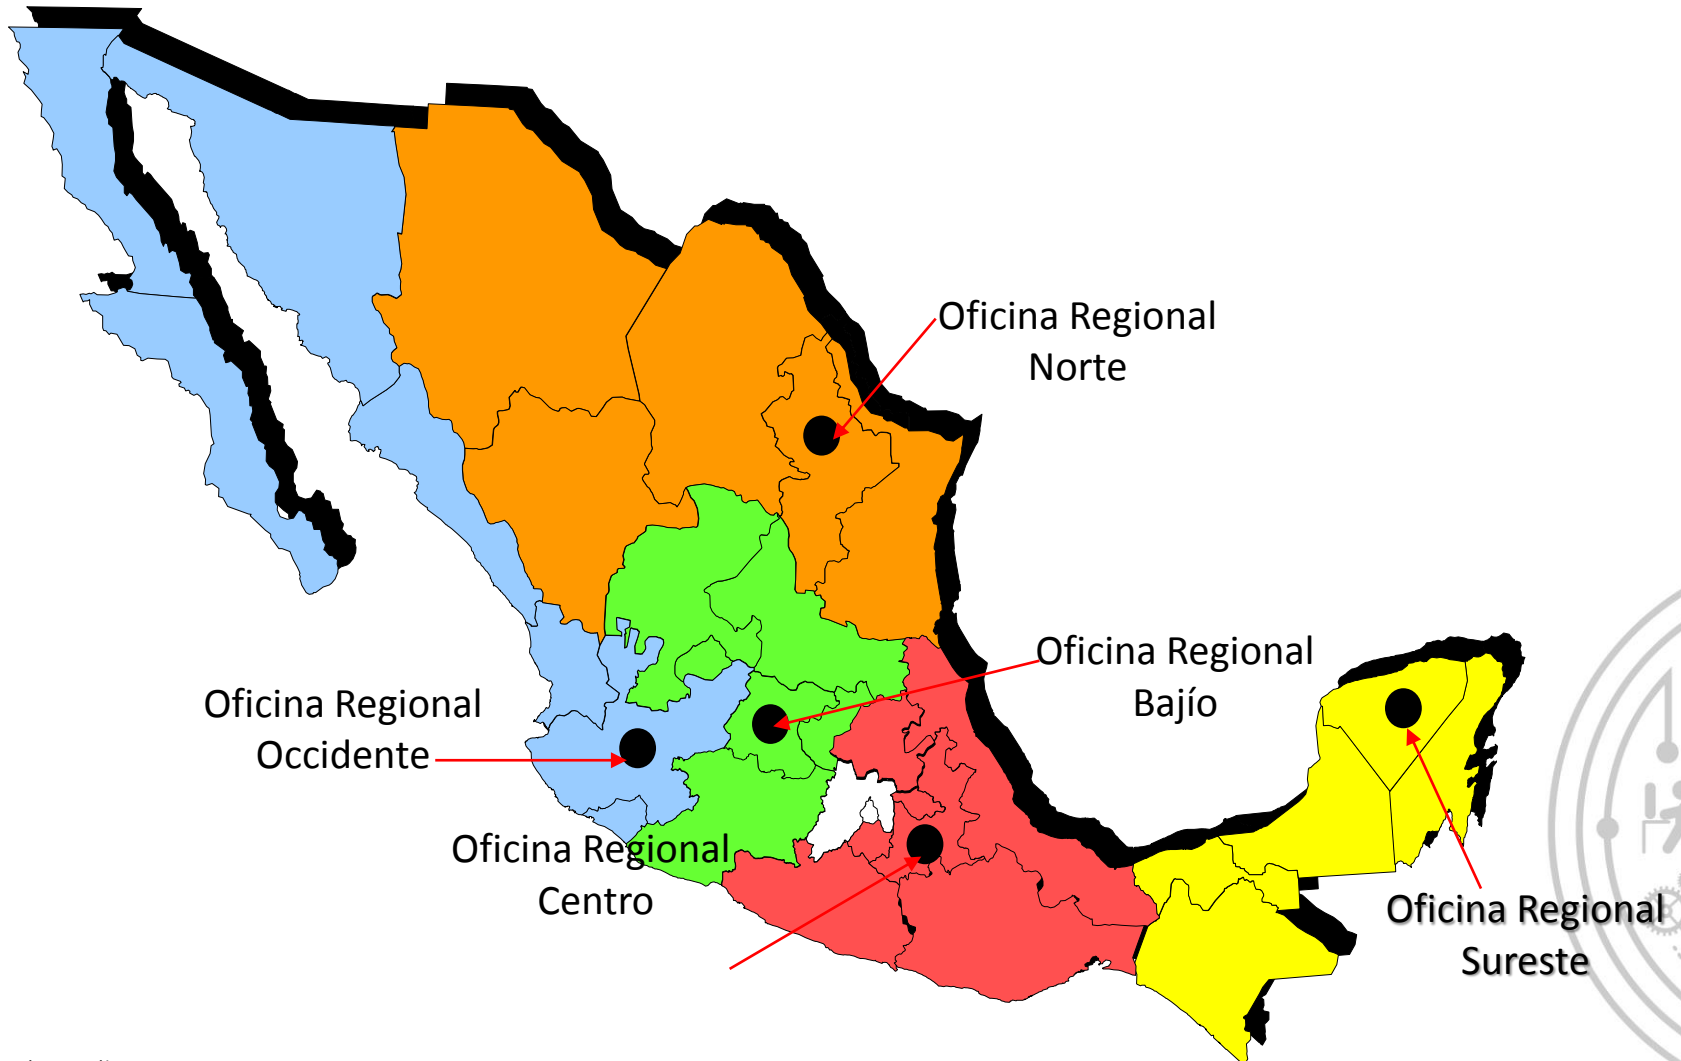 Oficina Regional
Norte
Oficina Regional
Bajío
Oficina Regional
Occidente
Oficina Regional
Centro
Oficina Regional
Sureste